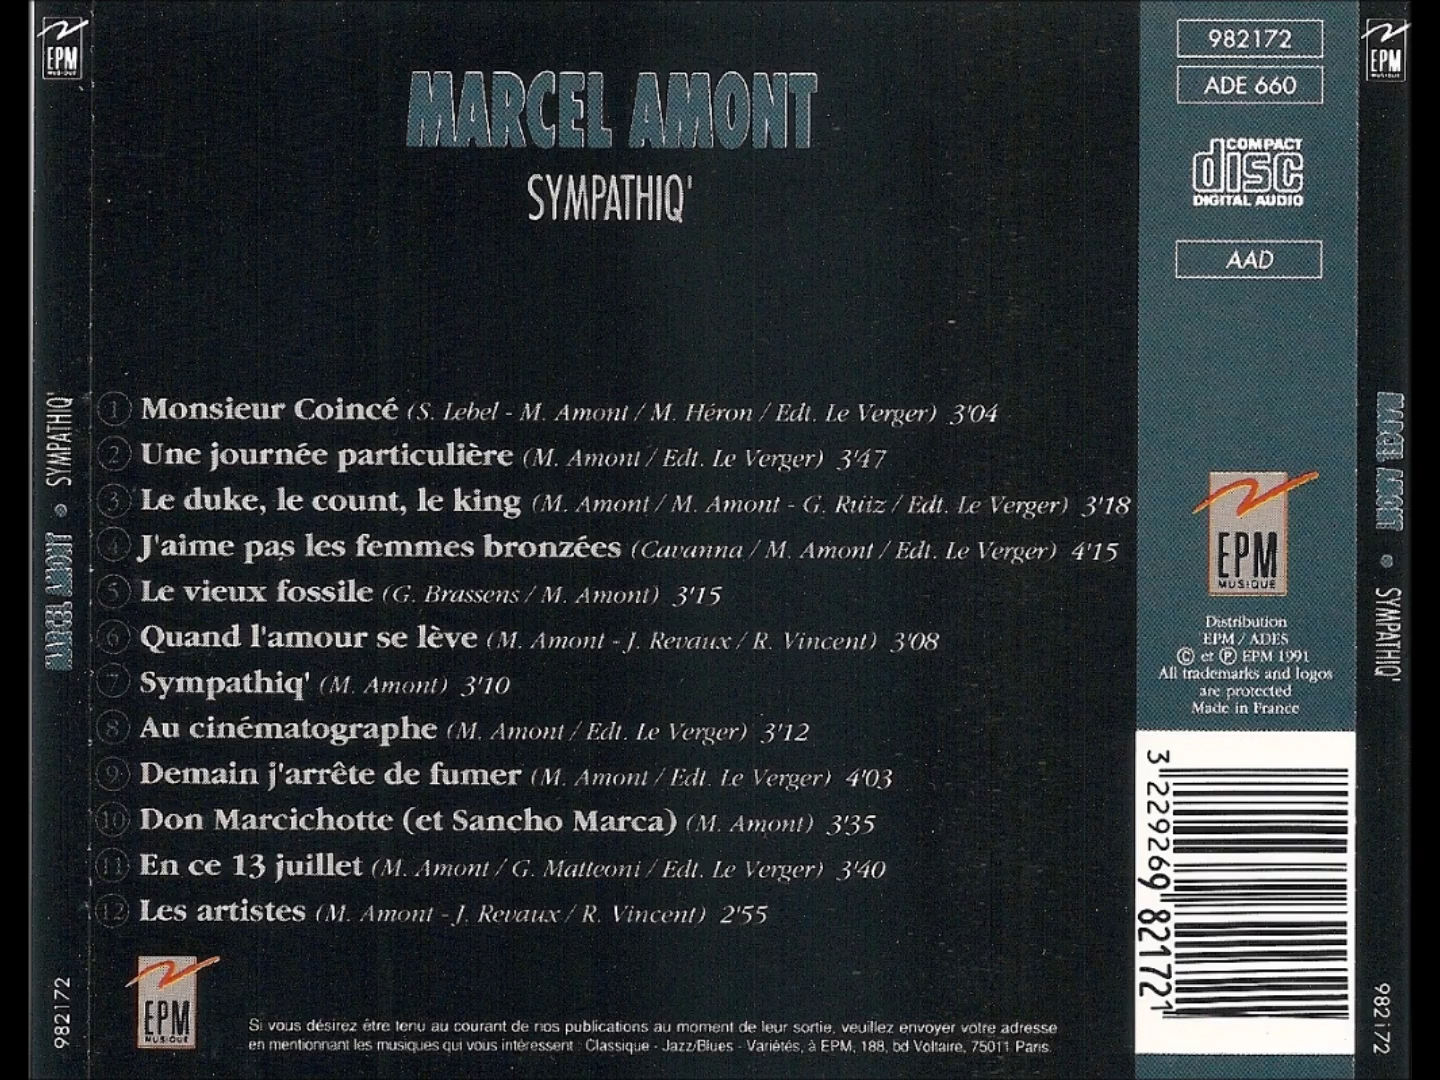 EPM
MUSIQUE
MARCEL AMONT
SYMPATHIQ'
1 Monsieur Coincé (S. Lebel - M. Amont / M. Héron / Edt. Le Verger) 3'04
2 Une journée particulière (M. Amont / Edt. Le Verger) 3'47
3 Le duke, le count, le king (M. Amont / M. Amont - G. Ruiz / Edt. Le Verger) 3'18
4 J'aime pas les femmes bronzées (Cavanna / M. Amont / Edt. Le Verger) 4'15
5 Le vieux fossile (G. Brassens / M. Amont) 3'15
6 Quand l'amour se lève (M. Amont - J. Revaux / R. Vincent) 3'08
7 Sympathiq' (M. Amont) 3'10
8 Au cinématographe (M. Amont / Edt. Le Verger) 3'12
9 Demain j'arrête de fumer (M. Amont / Edt. Le Verger) 4'03
10 Don Marcichotte (et Sancho Marca) (M. Amont) 3'35
11 En ce 13 juillet (M. Amont / G. Matteoni / Edt. Le Verger) 3'40
12 Les artistes (M. Amont - J. Revaux / R. Vincent) 2'55
EPM
MUSIQUE
Si vous désirez être tenu au courant de nos publications au moment de leur sortie, veuillez envoyer votre adresse
en mentionnant les musiques qui vous intéressent : Classique - Jazz/Blues - Variétés, à EPM, 188, bd Voltaire, 75011 Paris.
982172
ADE 660
COMPACT
disc
DIGITAL AUDIO
AAD
EPM
MUSIQUE
Distribution
EPM / ADES
© et ℗ EPM 1991
All trademarks and logos
are protected
Made in France
3 229269 821721
982172 MARCEL AMONT • SYMPATHIQ'
EPM
MUSIQUE
MARCEL AMONT • SYMPATHIQ' 982172